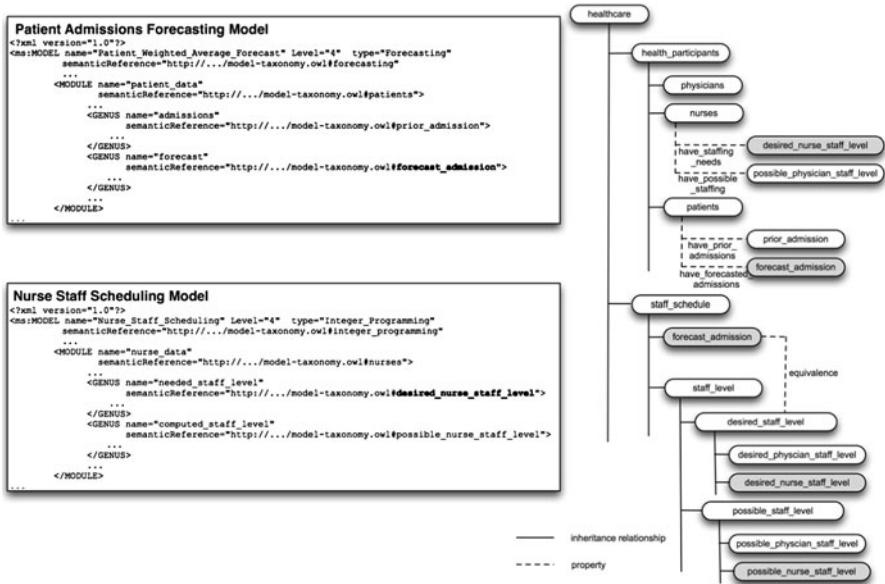 Patient Admissions Forecasting Model
<?xml version="1.0"?>
<ms:MODEL name="Patient_Weighted_Average_Forecast" Level="4" type="Forecasting"
semanticReference="http://.../model-taxonomy.owl#forecasting"
...
<MODULE name="patient_data"
semanticReference="http://.../model-taxonomy.owl#patients">
...
<GENUS name="admissions"
semanticReference="http://.../model-taxonomy.owl#prior_admission">
...
</GENUS>
<GENUS name="forecast"
semanticReference="http://.../model-taxonomy.owl#forecast_admission">
...
</GENUS>
...
</MODULE>
...
Nurse Staff Scheduling Model
<?xml version="1.0"?>
<ms:MODEL name="Nurse_Staff_Scheduling" Level="4" type="Integer_Programming"
semanticReference="http://.../model-taxonomy.owl#integer_programming"
...
<MODULE name="nurse_data"
semanticReference="http://.../model-taxonomy.owl#nurses">
...
<GENUS name="needed_staff_level"
semanticReference="http://.../model-taxonomy.owl#desired_nurse_staff_level">
...
</GENUS>
<GENUS name="computed_staff_level"
semanticReference="http://.../model-taxonomy.owl#possible_nurse_staff_level">
...
</GENUS>
...
</MODULE>
...
healthcare
health_participants
physicians
nurses
have_staffing
_needs
desired_nurse_staff_level
have_possible
_staffing
possible_physician_staff_level
patients
have_prior_
admissions
prior_admission
have_forecasted_
admissions
forecast_admission
staff_schedule
forecast_admission
equivalence
staff_level
desired_staff_level
desired_physcian_staff_level
desired_nurse_staff_level
possible_staff_level
possible_physcian_staff_level
possible_nurse_staff_level
inheritance relationship
property